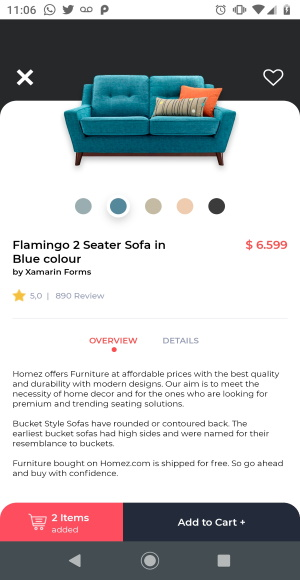 11:06
Flamingo 2 Seater Sofa in
Blue colour
$ 6.599
by Xamarin Forms
5,0 | 890 Review
OVERVIEW DETAILS
Homez offers Furniture at affordable prices with the best quality
and durability with modern designs. Our aim is to meet the
necessity of home decor and for the ones who are looking for
premium and trending seating solutions.
Bucket Style Sofas have rounded or contoured back. The
earliest bucket sofas had high sides and were named for their
resemblance to buckets.
Furniture bought on Homez.com is shipped for free. So go ahead
and buy with confidence.
2 Items
added
Add to Cart +